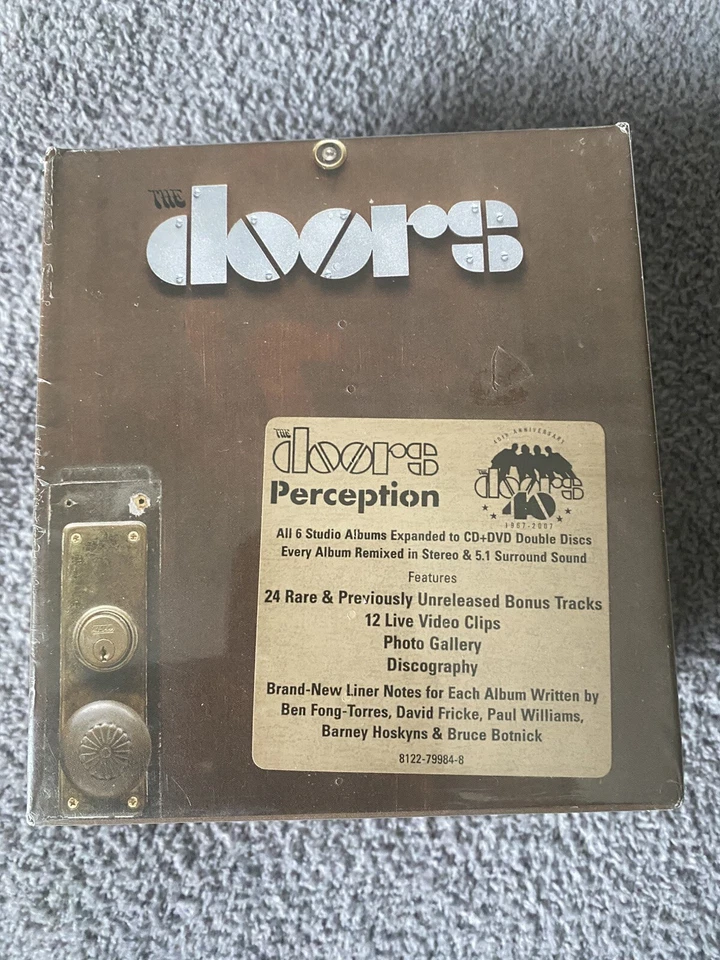 THE
doors
THE
doors
Perception
40TH ANNIVERSARY
THE
doors
40
1967-2007
All 6 Studio Albums Expanded to CD+DVD Double Discs
Every Album Remixed in Stereo & 5.1 Surround Sound
Features
24 Rare & Previously Unreleased Bonus Tracks
12 Live Video Clips
Photo Gallery
Discography
Brand-New Liner Notes for Each Album Written by
Ben Fong-Torres, David Fricke, Paul Williams,
Barney Hoskyns & Bruce Botnick
8122-79984-8